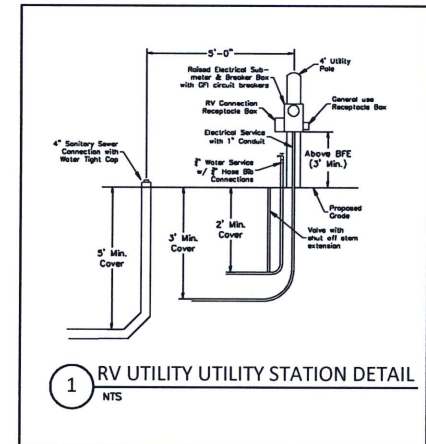 5'-0"
4' Utility
Pole
Raised Electrical Sub-
meter & Breaker Box
with GFI circuit breakers
RV Connection
Receptacle Box
General use
Receptacle Box
4" Sanitary Sewer
Connection with
Water Tight Cap
Electrical Service
with 1" Conduit
Above BFE
(3' Min.)
Water Service
Hose Bib
Connections
Proposed
Grade
5' Min.
Cover
3' Min.
Cover
2' Min.
Cover
Valve with
shut off stem
extension
1
RV UTILITY UTILITY STATION DETAIL
NTS